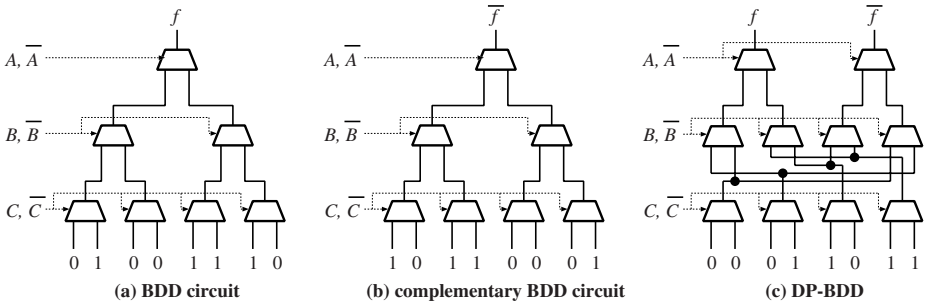 f
A, A̅
B, B̅
C, C̅
0 1 0 0 1 1 1 0
(a) BDD circuit
f̅
A, A̅
B, B̅
C, C̅
1 0 1 1 0 0 0 1
(b) complementary BDD circuit
f f̅
A, A̅
B, B̅
C, C̅
0 0 0 1 1 0 1 1
(c) DP-BDD